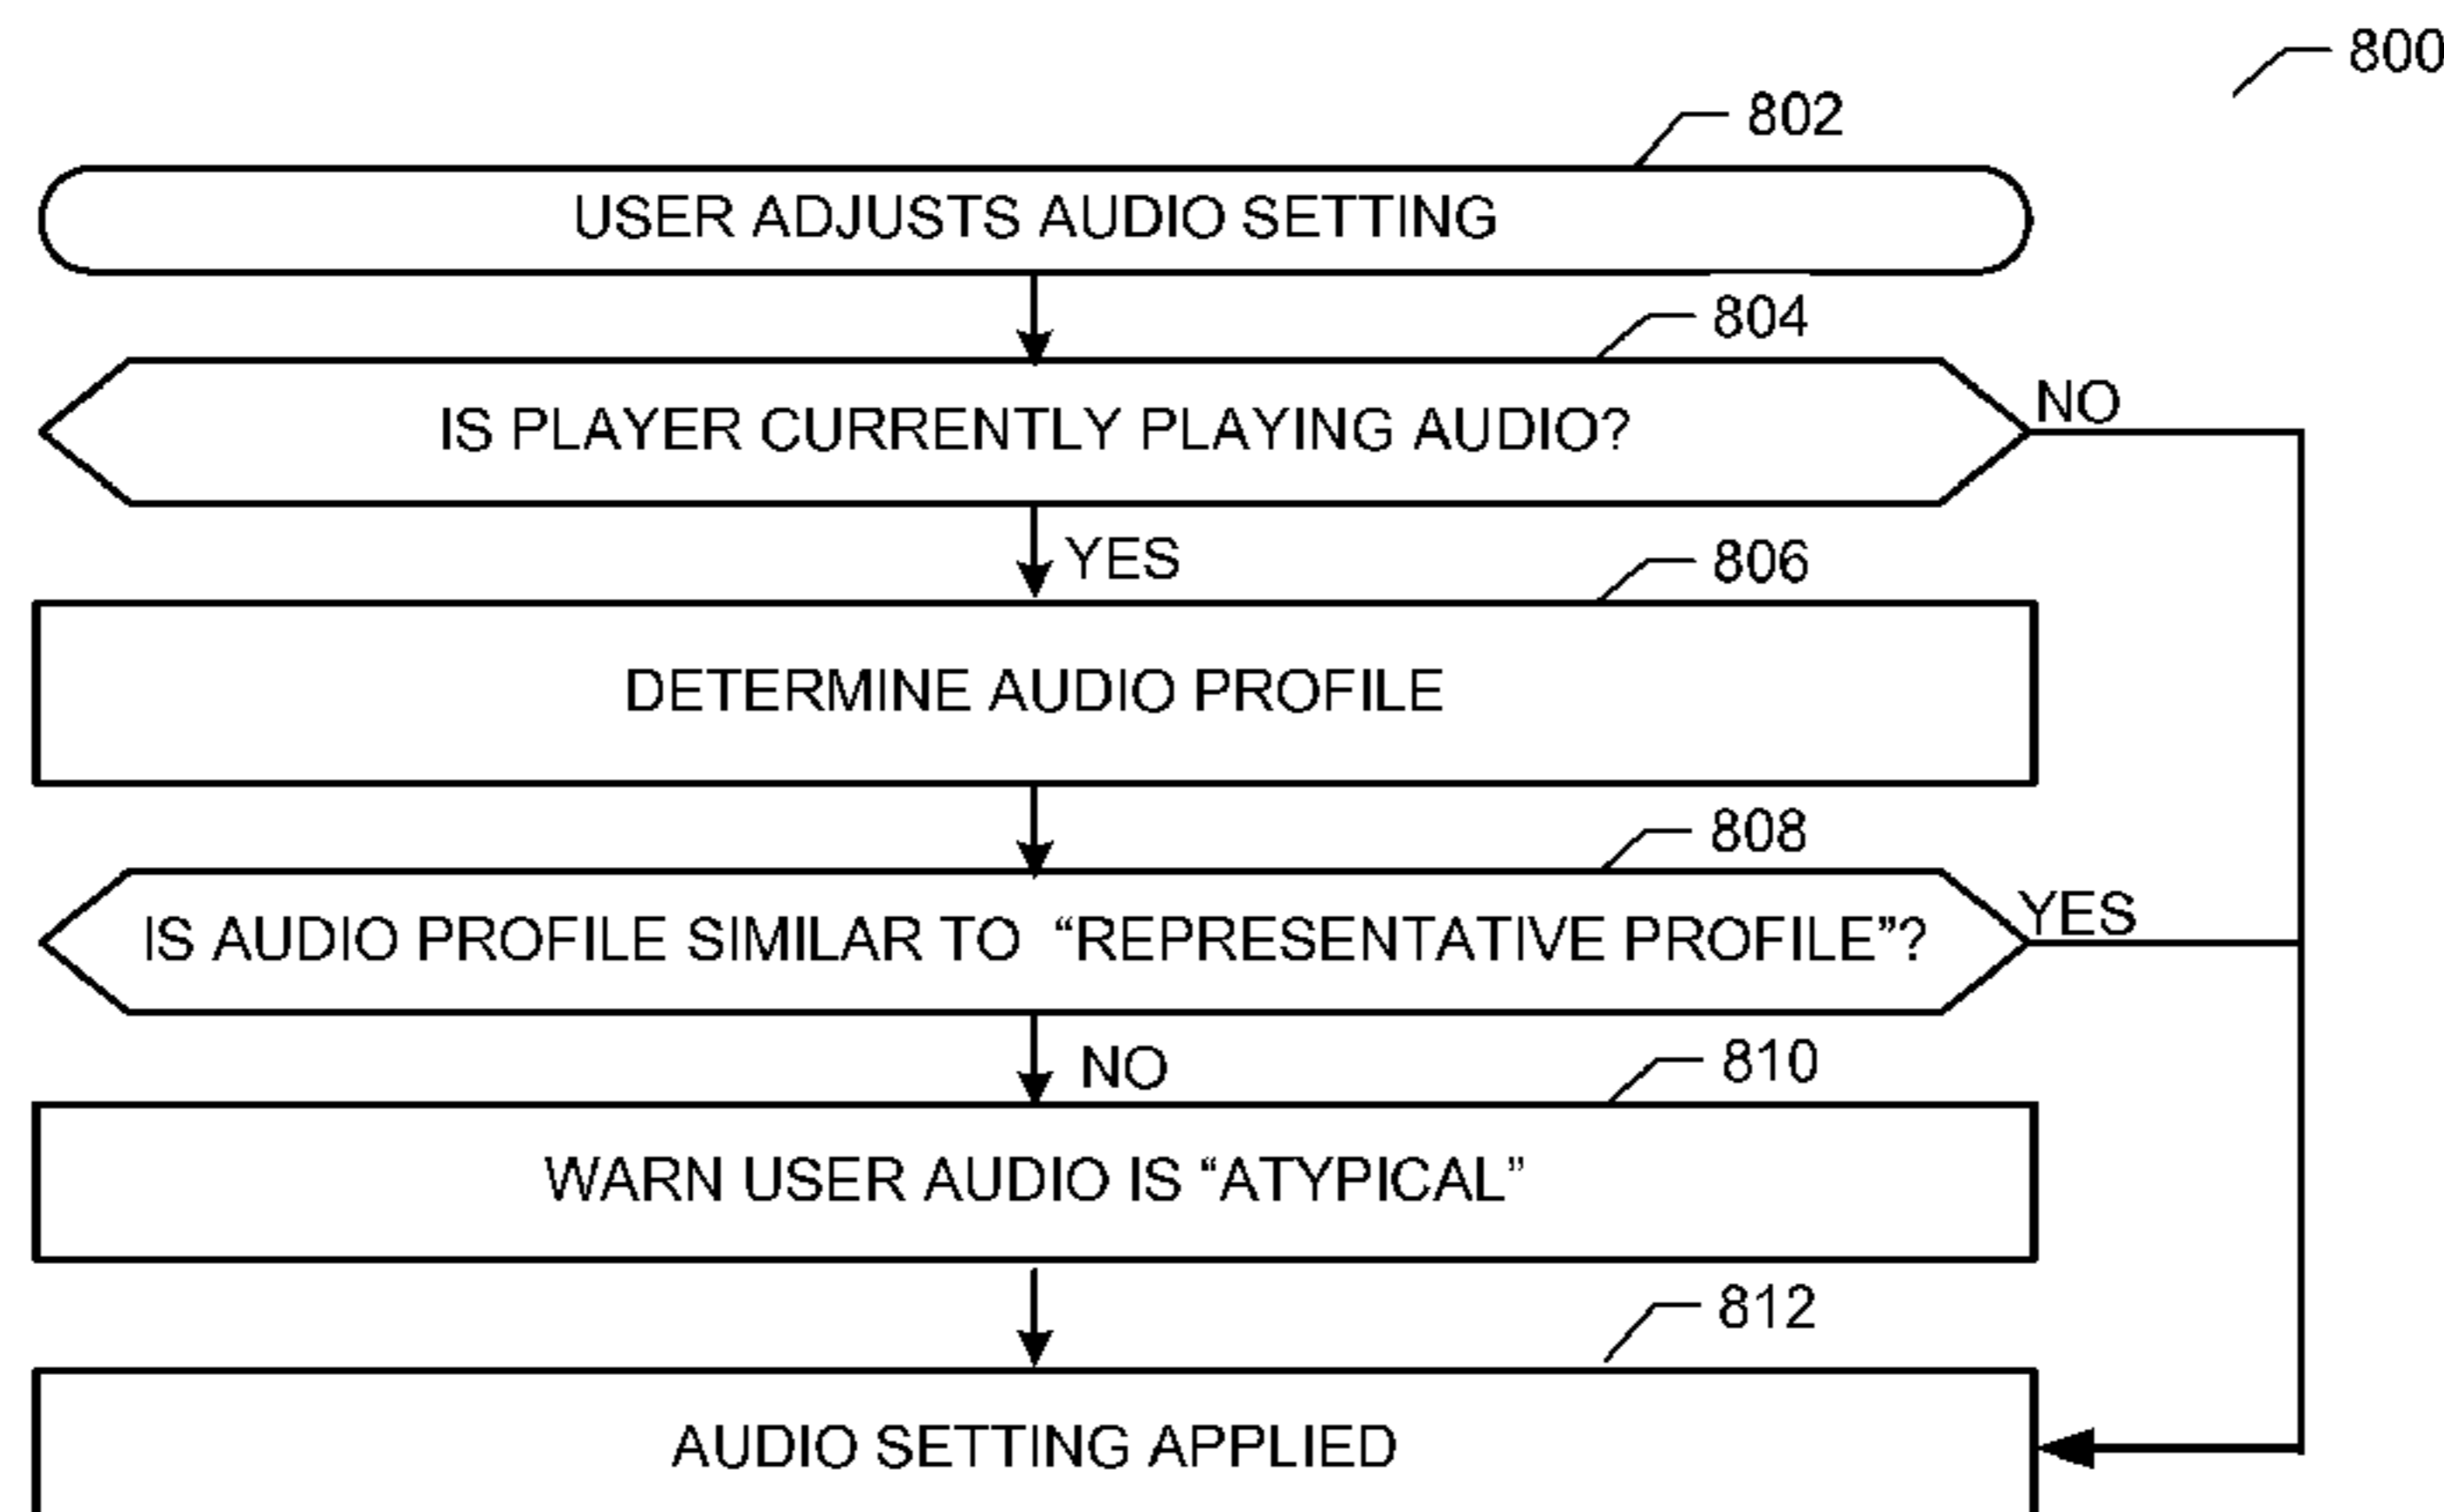 800
802
USER ADJUSTS AUDIO SETTING
804
IS PLAYER CURRENTLY PLAYING AUDIO?
NO
YES
806
DETERMINE AUDIO PROFILE
808
IS AUDIO PROFILE SIMILAR TO “REPRESENTATIVE PROFILE”?
YES
NO
810
WARN USER AUDIO IS “ATYPICAL”
812
AUDIO SETTING APPLIED